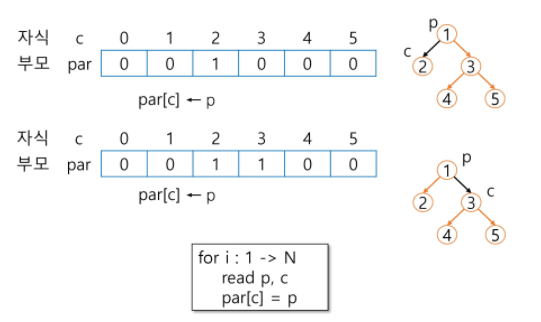 자식 c 0 1 2 3 4 5
부모 par 0 0 1 0 0 0
par[c] ← p
p
1
c
2 3
4 5
자식 c 0 1 2 3 4 5
부모 par 0 0 1 1 0 0
par[c] ← p
p
1
c
2 3
4 5
for i : 1 -> N
read p, c
par[c] = p